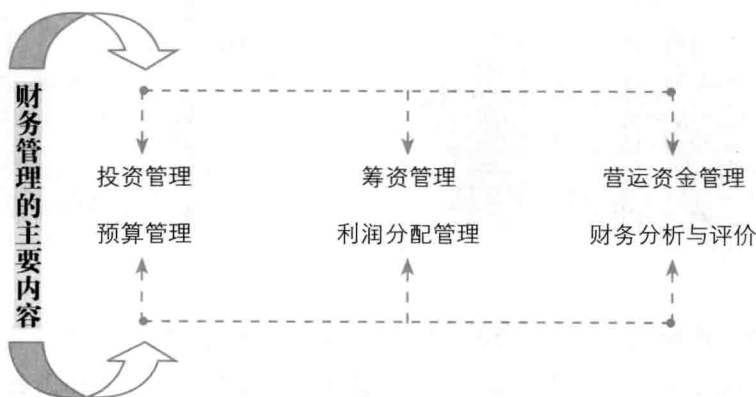 财务管理的主要内容
投资管理
筹资管理
营运资金管理
预算管理
利润分配管理
财务分析与评价